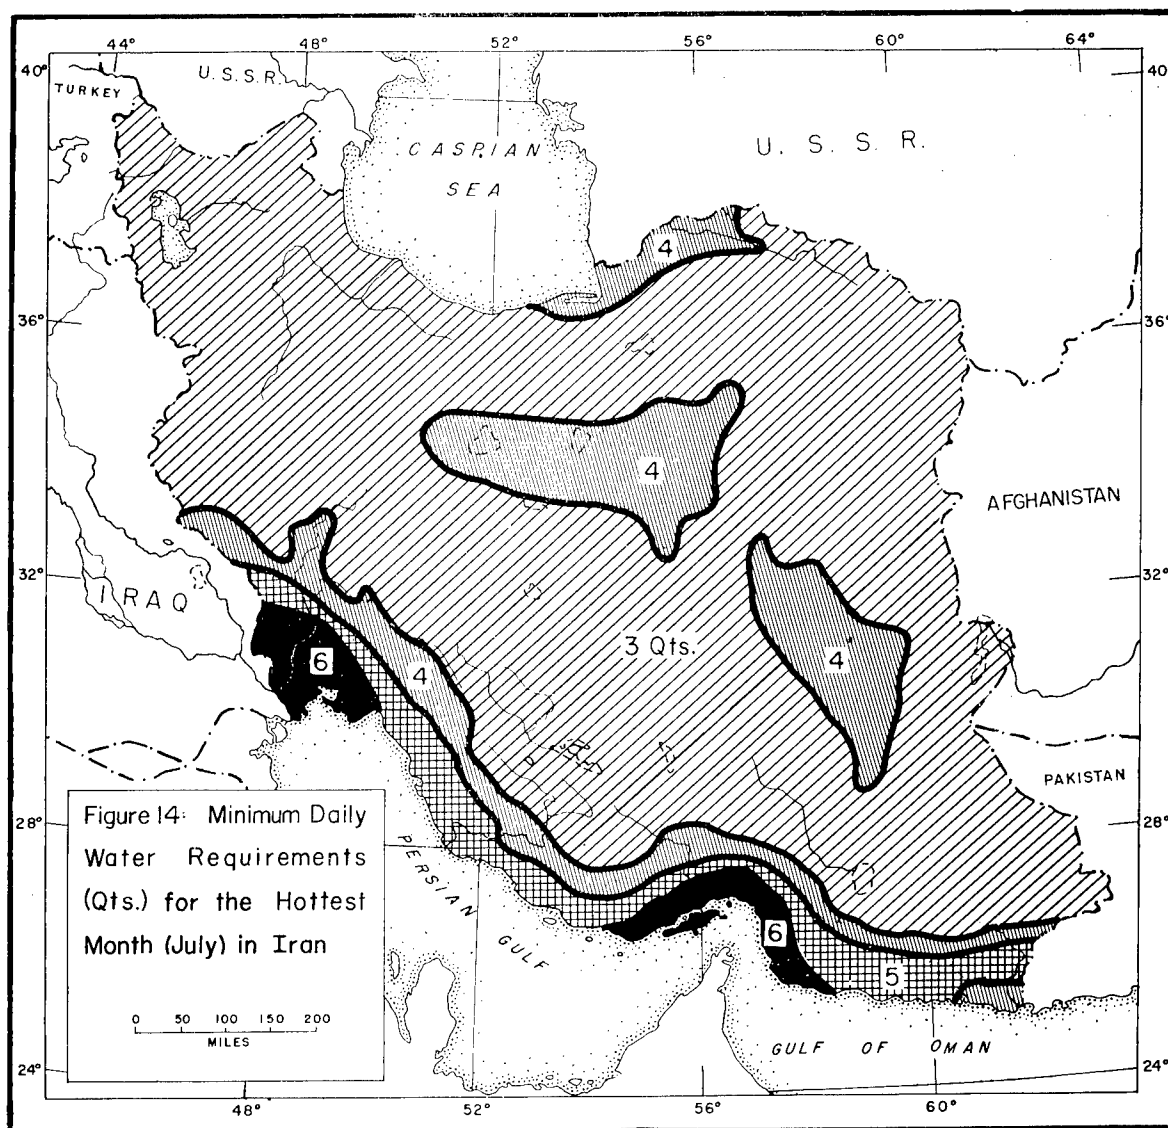 44° 48° 52° 56° 60° 64°
40° 40°
TURKEY
U.S.S.R.
CASPIAN
SEA
U. S. S. R.
4
36° 36°
4
AFGHANISTAN
32° 32°
IRAQ
3 Qts.
6
4
4
PAKISTAN
28° 28°
Figure 14: Minimum Daily
Water Requirements
(Qts.) for the Hottest
Month (July) in Iran
0 50 100 150 200
MILES
PERSIAN
GULF
6
5
GULF OF OMAN
24° 24°
48° 52° 56° 60°